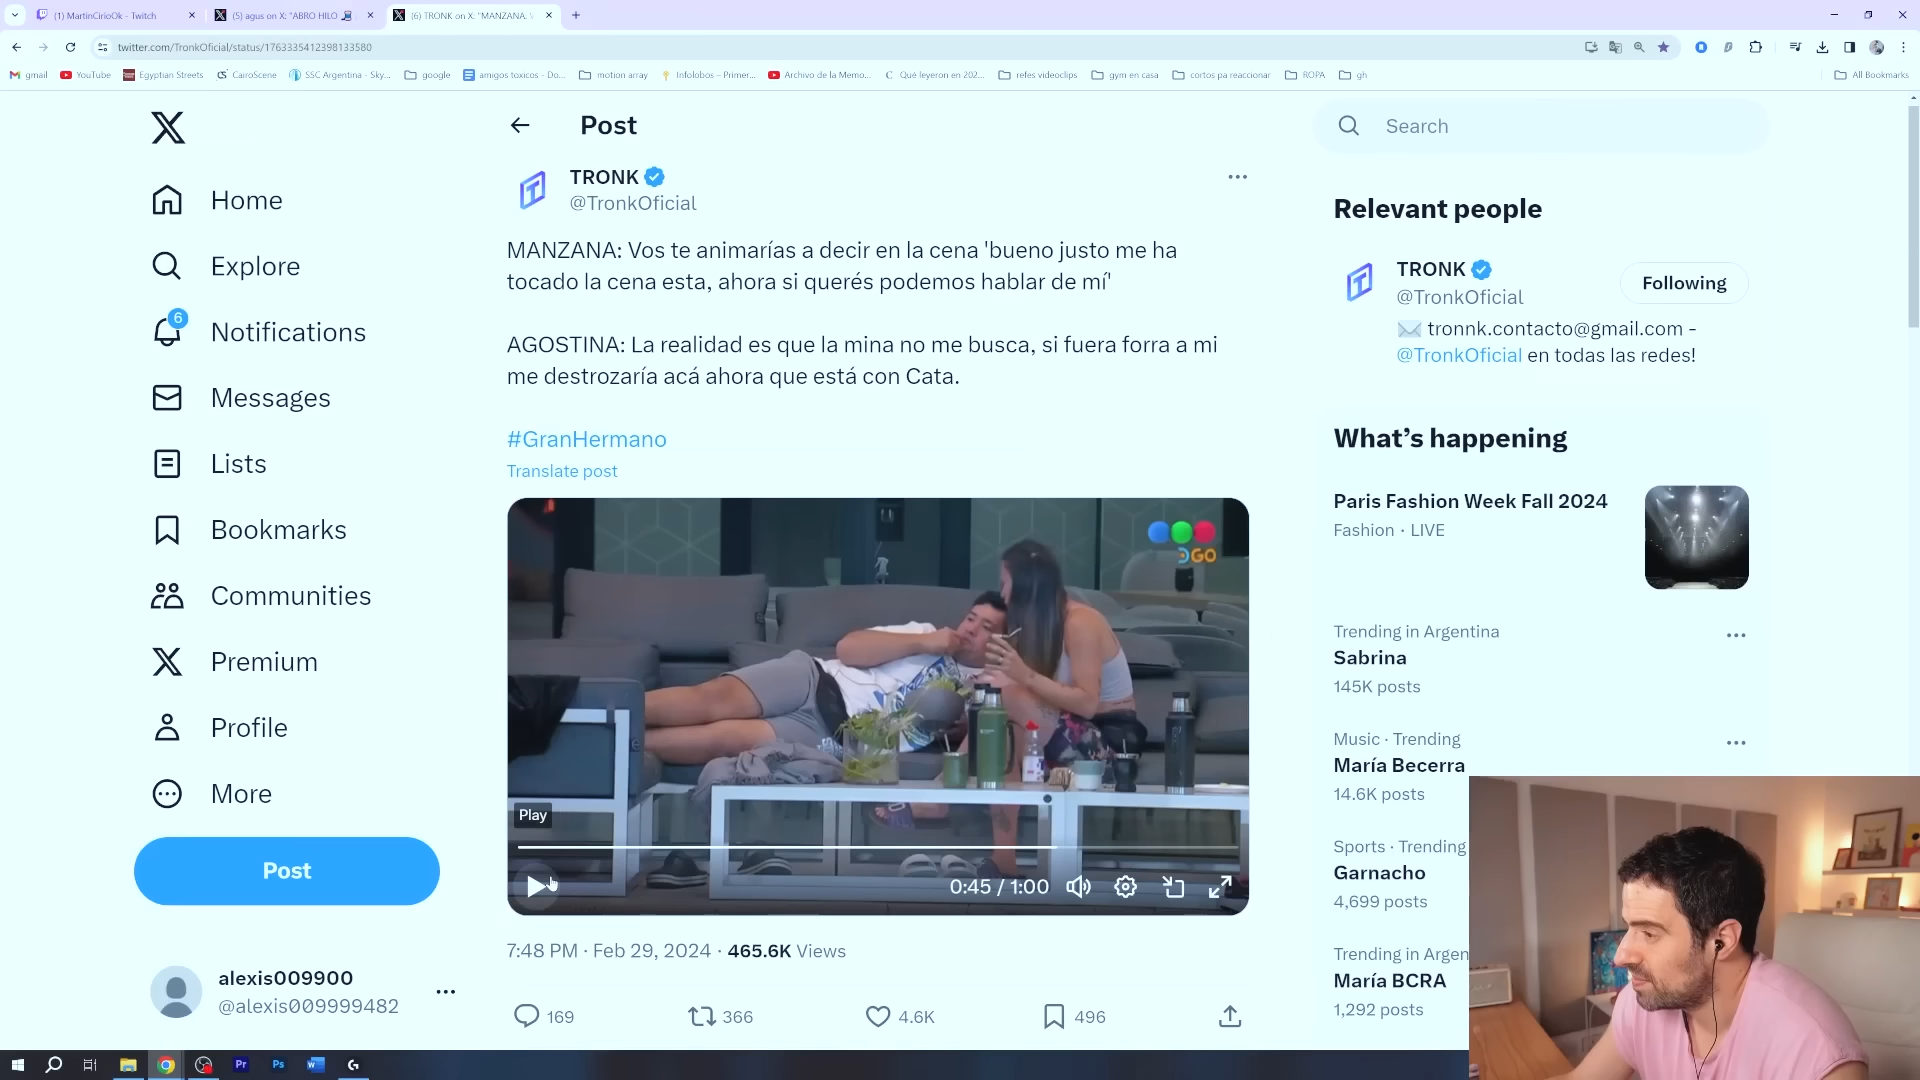 (1) MartinCirioOk - Twitch
(5) agus on X: "ABRO HILO
(6) TRONK on X: "MANZANA: V
twitter.com/TronkOficial/status/1763335412398133580
gmail
YouTube
Egyptian Streets
CairoScene
SSC Argentina - Sky...
google
amigos toxicos - Do...
motion array
Infolobos – Primer...
Archivo de la Memo...
Qué leyeron en 202...
refes videoclips
gym en casa
cortos pa reaccionar
ROPA
gh
All Bookmarks
Home
Explore
6
Notifications
Messages
Lists
Bookmarks
Communities
Premium
Profile
More
Post
alexis009900
@alexis009999482
Post
TRONK
@TronkOficial
MANZANA: Vos te animarías a decir en la cena 'bueno justo me ha
tocado la cena esta, ahora si querés podemos hablar de mí'
AGOSTINA: La realidad es que la mina no me busca, si fuera forra a mi
me destrozaría acá ahora que está con Cata.
#GranHermano
Translate post
DGO
Play
0:45 / 1:00
7:48 PM · Feb 29, 2024 · 465.6K Views
169
366
4.6K
496
Search
Relevant people
TRONK
@TronkOficial
Following
tronnk.contacto@gmail.com -
@TronkOficial en todas las redes!
What's happening
Paris Fashion Week Fall 2024
Fashion · LIVE
Trending in Argentina
Sabrina
145K posts
Music · Trending
María Becerra
14.6K posts
Sports · Trending
Garnacho
4,699 posts
Trending in Argen
María BCRA
1,292 posts
Pr
Ps